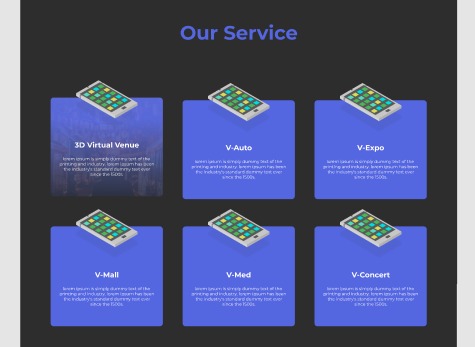 Our Service
3D Virtual Venue
lorem Ipsum is simply dummy text of the
printing and industry. lorem Ipsum has been
the industry's standard dummy text ever
since the 1500s.
V-Auto
lorem Ipsum is simply dummy text of the
printing and industry. lorem Ipsum has been
the industry's standard dummy text ever
since the 1500s.
V-Expo
lorem Ipsum is simply dummy text of the
printing and industry. lorem Ipsum has been
the industry's standard dummy text ever
since the 1500s.
V-Mall
lorem Ipsum is simply dummy text of the
printing and industry. lorem Ipsum has been
the industry's standard dummy text ever
since the 1500s.
V-Med
lorem Ipsum is simply dummy text of the
printing and industry. lorem Ipsum has been
the industry's standard dummy text ever
since the 1500s.
V-Concert
lorem Ipsum is simply dummy text of the
printing and industry. lorem Ipsum has been
the industry's standard dummy text ever
since the 1500s.